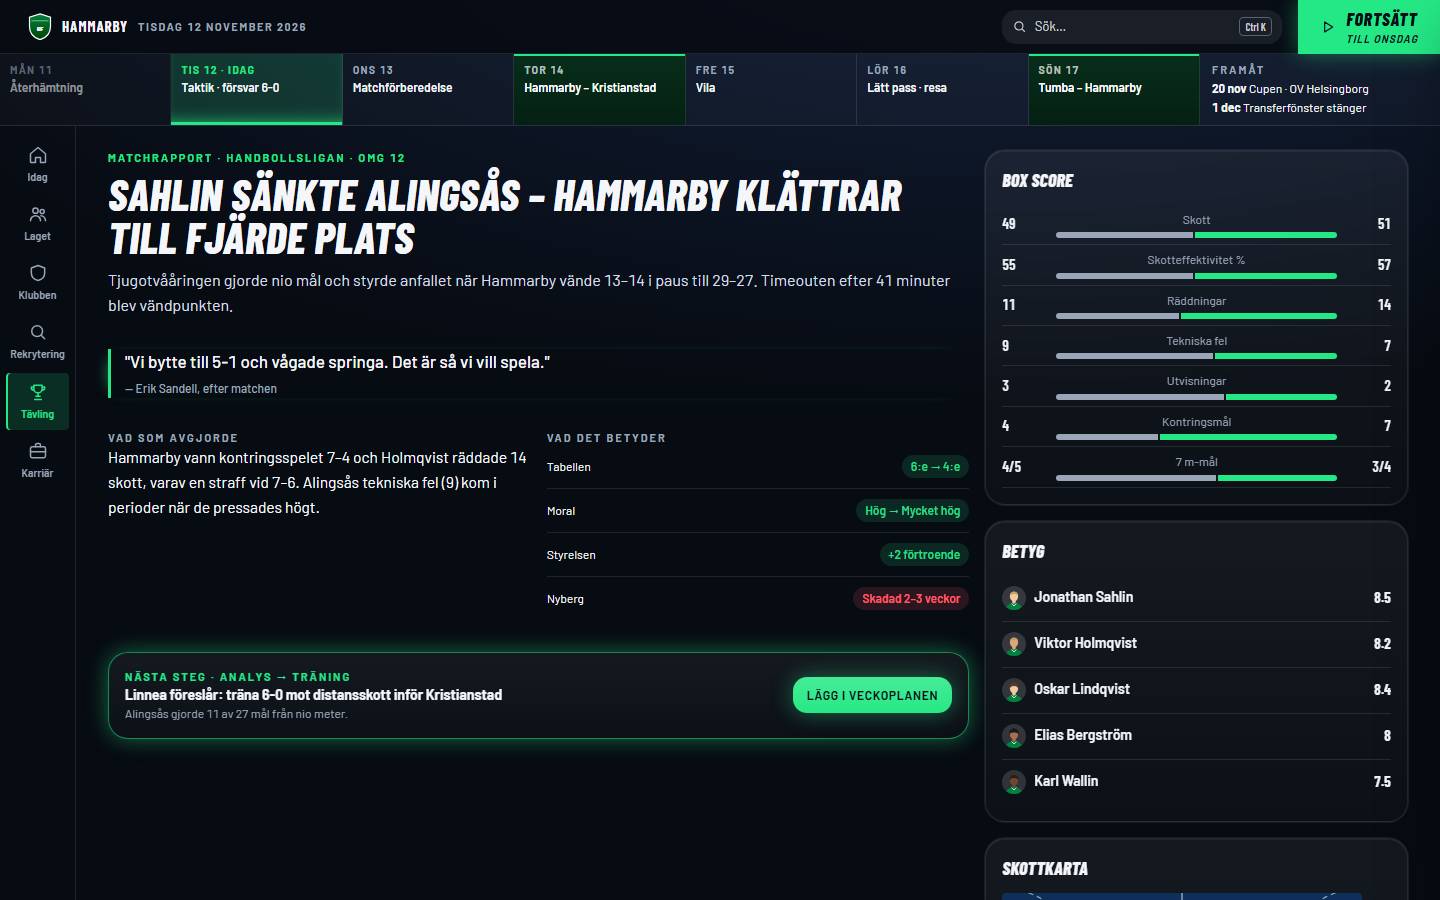 HAMMARBY TISDAG 12 NOVEMBER 2026
Sök...
Ctrl K
FORTSÄTT
TILL ONSDAG
MÅN 11
Återhämtning
TIS 12 · IDAG
Taktik · försvar 6-0
ONS 13
Matchförberedelse
TOR 14
Hammarby – Kristianstad
FRE 15
Vila
LÖR 16
Lätt pass · resa
SÖN 17
Tumba – Hammarby
FRAMÅT
20 nov Cupen · OV Helsingborg
1 dec Transferfönster stänger
Idag
Laget
Klubben
Rekrytering
Tävling
Karriär
MATCHRAPPORT · HANDBOLLSLIGAN · OMG 12
SAHLIN SÄNKTE ALINGSÅS – HAMMARBY KLÄTTRAR
TILL FJÄRDE PLATS
Tjugotvååringen gjorde nio mål och styrde anfallet när Hammarby vände 13–14 i paus till 29–27. Timeouten efter 41 minuter
blev vändpunkten.
"Vi bytte till 5-1 och vågade springa. Det är så vi vill spela."
— Erik Sandell, efter matchen
VAD SOM AVGJORDE
Hammarby vann kontringsspelet 7–4 och Holmqvist räddade 14
skott, varav en straff vid 7–6. Alingsås tekniska fel (9) kom i
perioder när de pressades högt.
VAD DET BETYDER
Tabellen 6:e → 4:e
Moral Hög → Mycket hög
Styrelsen +2 förtroende
Nyberg Skadad 2–3 veckor
NÄSTA STEG · ANALYS → TRÄNING
Linnea föreslår: träna 6-0 mot distansskott inför Kristianstad
Alingsås gjorde 11 av 27 mål från nio meter.
LÄGG I VECKOPLANEN
BOX SCORE
49 Skott 51
55 Skotteffektivitet % 57
11 Räddningar 14
9 Tekniska fel 7
3 Utvisningar 2
4 Kontringsmål 7
4/5 7 m-mål 3/4
BETYG
Jonathan Sahlin 8.5
Viktor Holmqvist 8.2
Oskar Lindqvist 8.4
Elias Bergström 8
Karl Wallin 7.5
SKOTTKARTA